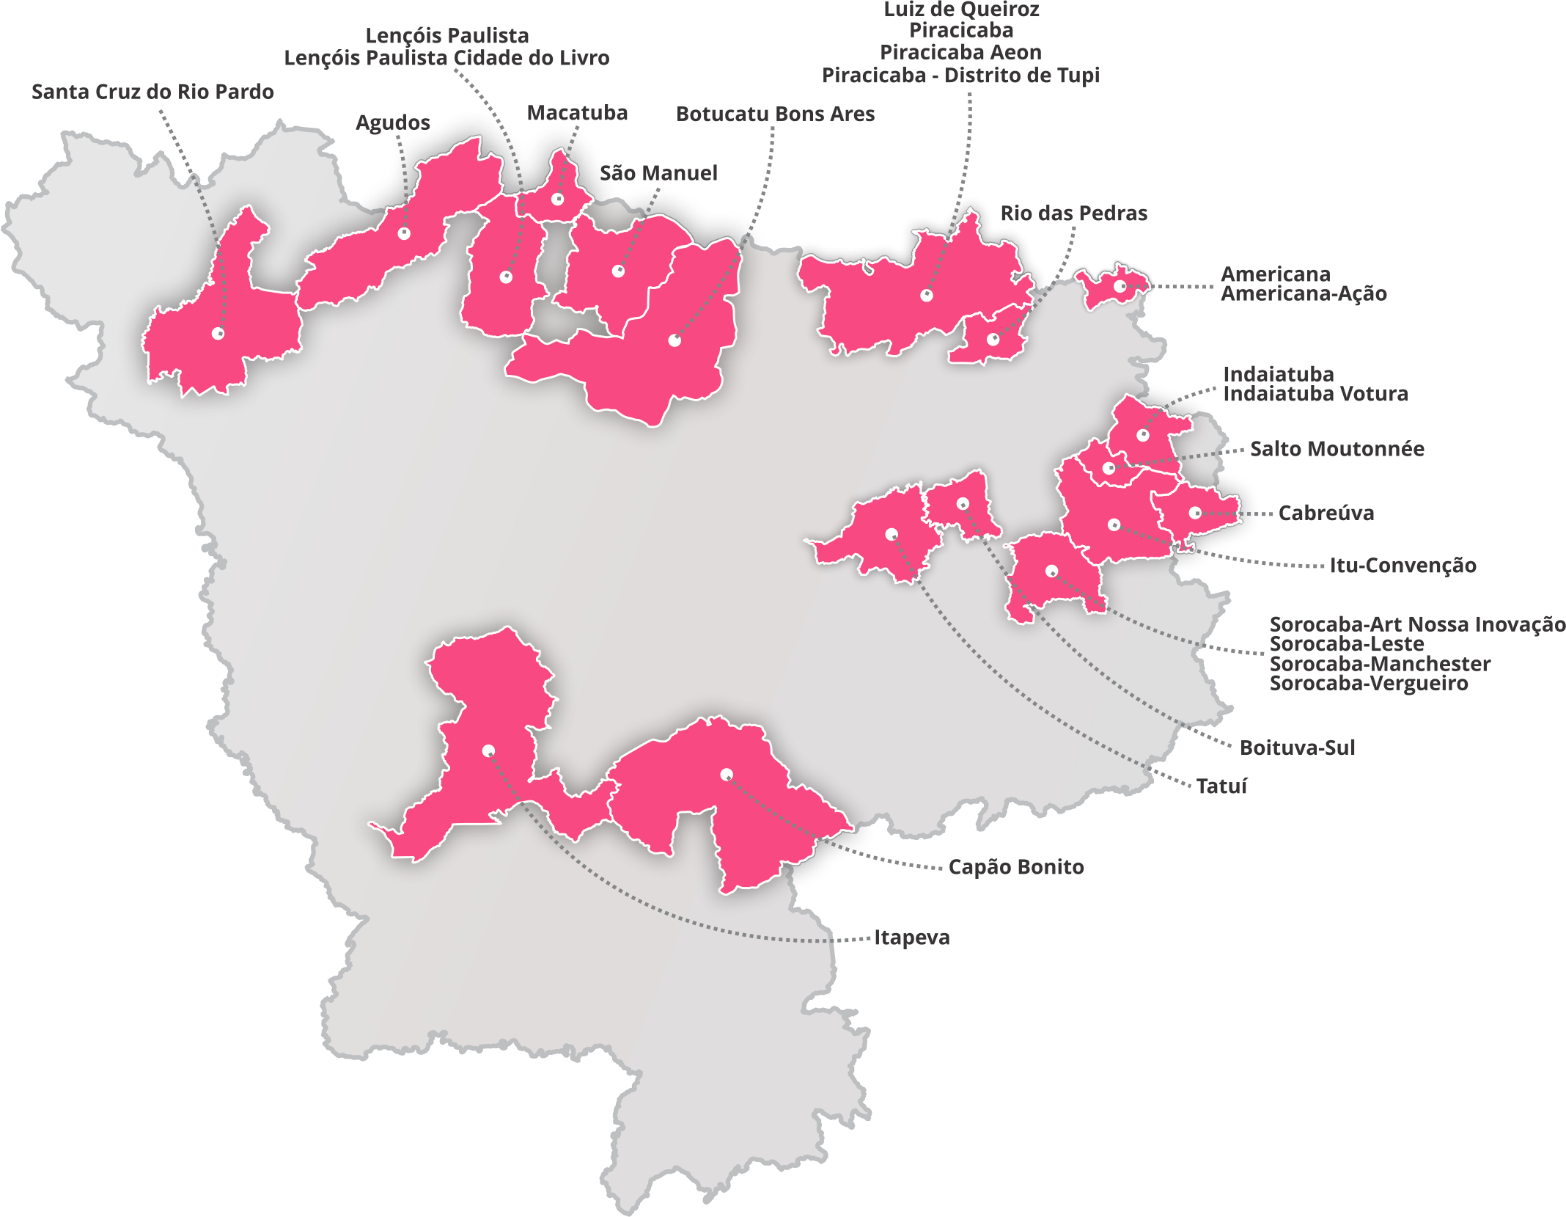 Luiz de Queiroz
Piracicaba
Piracicaba Aeon
Piracicaba - Distrito de Tupi
Lençóis Paulista
Lençóis Paulista Cidade do Livro
Santa Cruz do Rio Pardo
Agudos
Macatuba
Botucatu Bons Ares
São Manuel
Rio das Pedras
Americana
Americana-Ação
Indaiatuba
Indaiatuba Votura
Salto Moutonnée
Cabreúva
Itu-Convenção
Sorocaba-Art Nossa Inovação
Sorocaba-Leste
Sorocaba-Manchester
Sorocaba-Vergueiro
Boituva-Sul
Tatuí
Capão Bonito
Itapeva